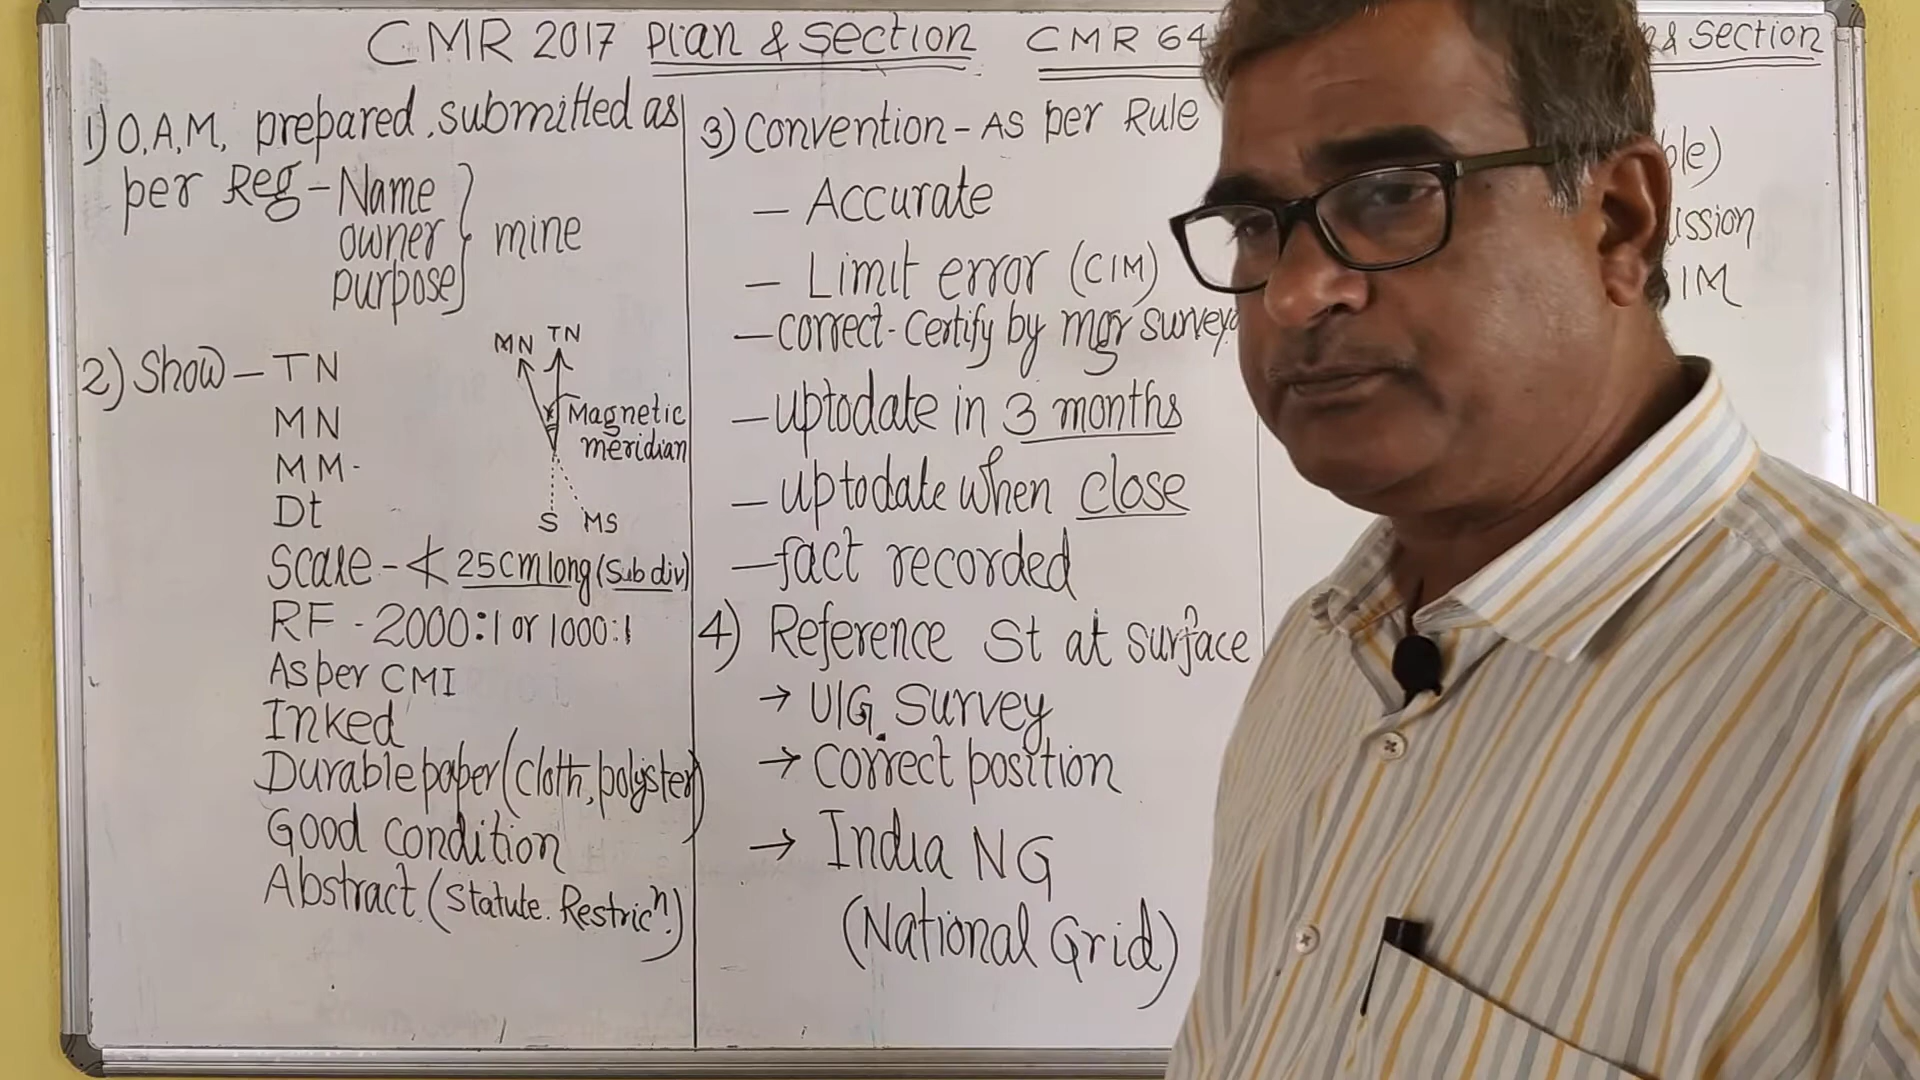 CMR 2017 Plan & Section CMR 64 & Section
1) O.A.M, prepared, submitted as
per Reg - Name
owner
purpose
mine
2) Show - TN
MN
MM-
Dt
Scale - ≮ 25cm long (Sub div)
RF - 2000:1 or 1000:1
As per CMI
Inked
Durable paper (cloth, polyster)
Good condition
Abstract (Statute. Restricn.)
MN TN
Magnetic
meridian
S MS
3) Convention - As per Rule
- Accurate
- Limit error (CIM)
- correct - Certify by mgr survey
- uptodate in 3 months
- uptodate when close
- fact recorded
4) Reference St at surface
→ U/G Survey
→ Correct position
→ India NG
(National Grid)